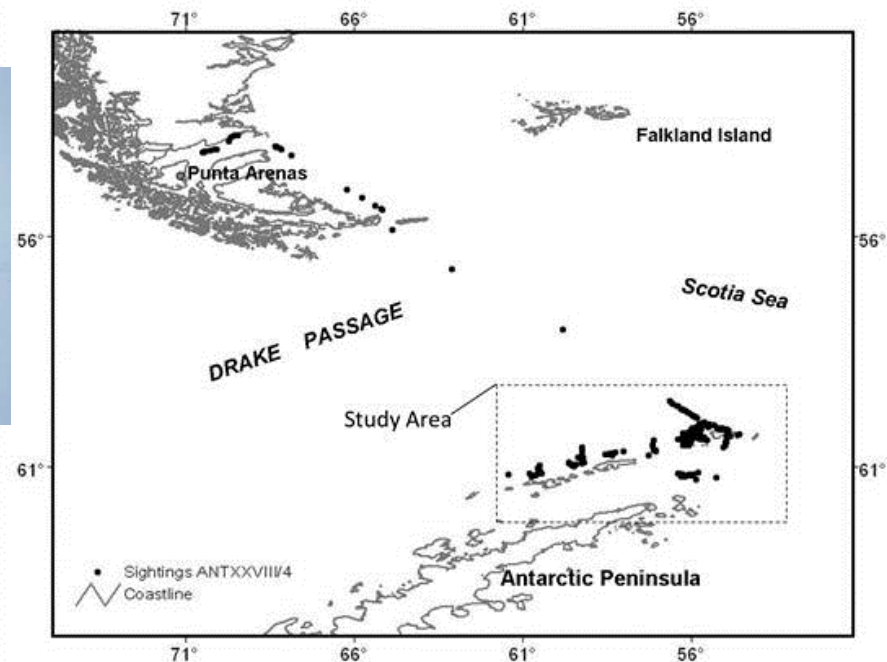 71° 66° 61° 56°
Falkland Island
Punta Arenas
56° 56°
Scotia Sea
DRAKE PASSAGE
Study Area
61° 61°
Sightings ANTXXVIII/4
Coastline
Antarctic Peninsula
71° 66° 61° 56°